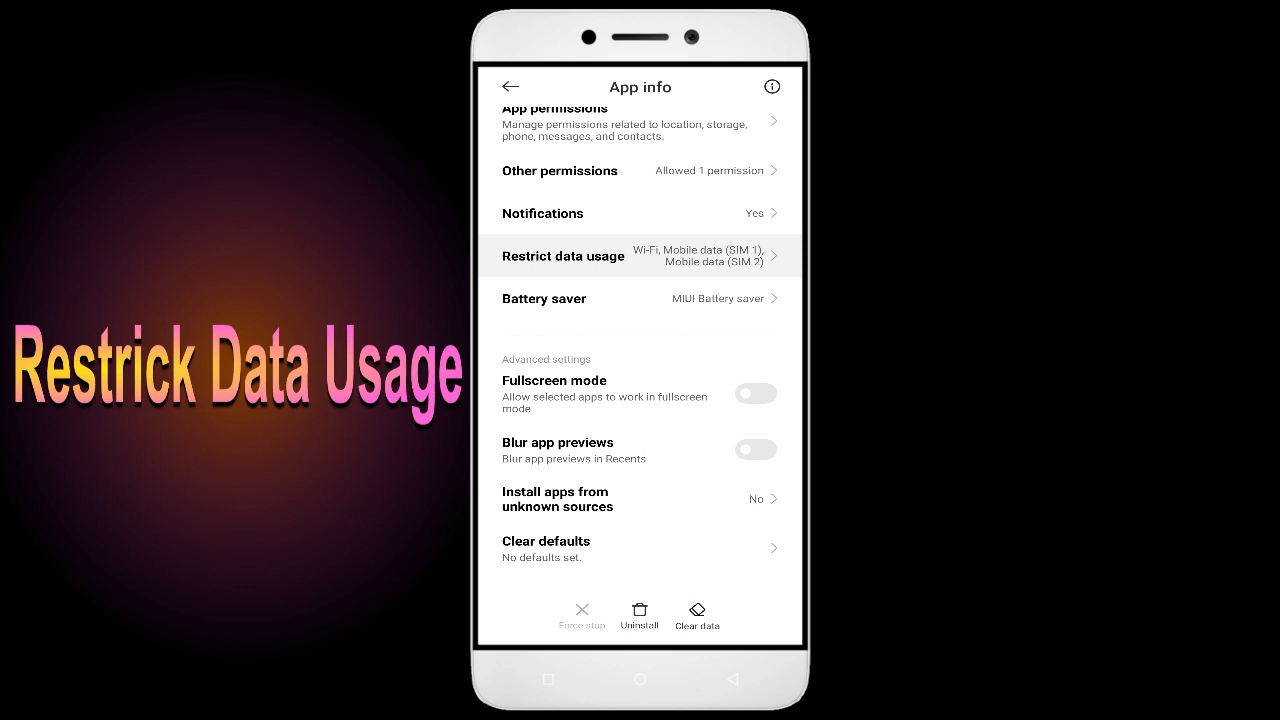 App info
App permissions
Manage permissions related to location, storage,
phone, messages, and contacts.
Other permissions
Allowed 1 permission
Notifications
Yes
Restrict data usage
Wi-Fi, Mobile data (SIM 1),
Mobile data (SIM 2)
Battery saver
MIUI Battery saver
Restrick Data Usage
Advanced settings
Fullscreen mode
Allow selected apps to work in fullscreen
mode
Blur app previews
Blur app previews in Recents
Install apps from
unknown sources
No
Clear defaults
No defaults set.
Force stop
Uninstall
Clear data